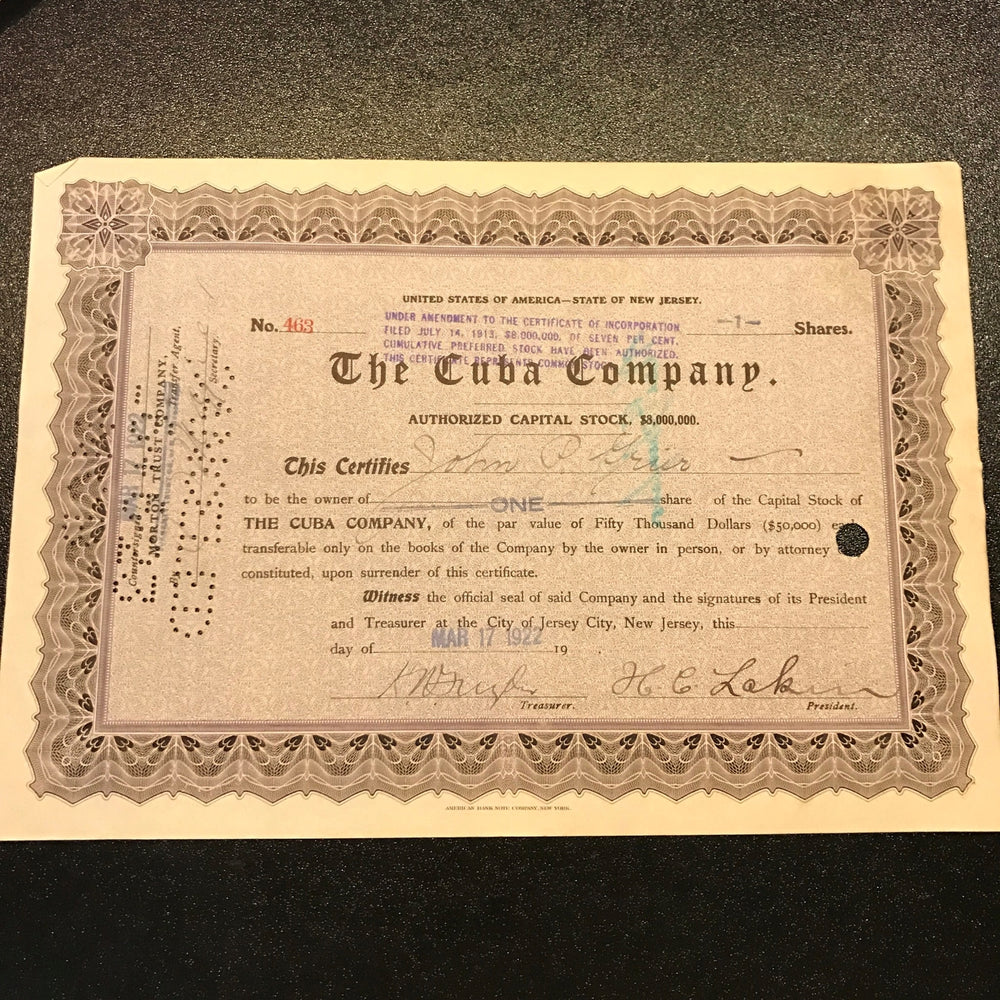 UNITED STATES OF AMERICA—STATE OF NEW JERSEY.
No. 463 -1- Shares.
UNDER AMENDMENT TO THE CERTIFICATE OF INCORPORATION
FILED JULY 14, 1913, $8,000,000, OF SEVEN PER CENT.
CUMULATIVE PREFERRED STOCK HAVE BEEN AUTHORIZED.
THIS CERTIFICATE REPRESENTS COMMON STOCK
The Cuba Company.
AUTHORIZED CAPITAL STOCK, $8,000,000.
This Certifies John P. Grier
to be the owner of ONE share of the Capital Stock of
THE CUBA COMPANY, of the par value of Fifty Thousand Dollars ($50,000)
transferable only on the books of the Company by the owner in person, or by attorney
constituted, upon surrender of this certificate.
Witness the official seal of said Company and the signatures of its President
and Treasurer at the City of Jersey City, New Jersey, this
day of MAR 17 1922 19 .
H. C. Lakin
Treasurer. President.
Countersigned
MORTON TRUST COMPANY,
Transfer Agent,
By
Secretary.
AMERICAN BANK NOTE COMPANY, NEW YORK.